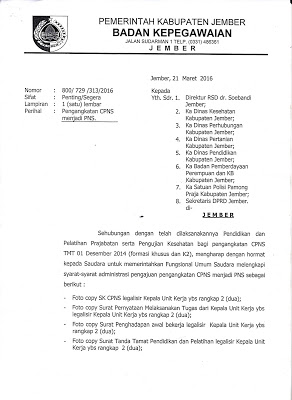 PEMERINTAH KABUPATEN JEMBER
BADAN KEPEGAWAIAN
JALAN SUDARMAN 1 TELP. (0331) 486361
J E M B E R
Jember, 21 Maret 2016
Nomor : 800/ 729 /313/2016
Sifat : Penting/Segera
Lampiran : 1 (satu) lembar
Perihal : Pengangkatan CPNS
menjadi PNS.
Kepada
Yth. Sdr. 1. Direktur RSD dr. Soebandi
Jember;
2. Ka Dinas Kesehatan
Kabupaten Jember;
3. Ka Dinas Perhubungan
Kabupaten Jember;
4. Ka Dinas Pertanian
Kabupaten Jember;
5. Ka Dinas Pendidikan
Kabupaten Jember;
6. Ka Badan Pemberdayaan
Perempuan dan KB
Kabupaten Jember;
7. Ka Satuan Polisi Pamong
Praja Kabupaten Jember;
8. Sekretaris DPRD Jember.
di-
J E M B E R
Sehubungan dengan telah dilaksanakannya Pendidikan dan
Pelatihan Prajabatan serta Pengujian Kesehatan bagi pengangkatan CPNS
TMT 01 Desember 2014 (formasi khusus dan K2), mengharap dengan hormat
kepada Saudara untuk memerintahkan Fungsional Umum Saudara melengkapi
syarat-syarat administrasi pengajuan pengangkatan CPNS menjadi PNS sebagai
berikut :
- Foto copy SK CPNS legalisir Kepala Unit Kerja ybs rangkap 2 (dua);
- Foto copy Surat Pernyataan Melaksanakan Tugas dari Kepala Unit Kerja ybs
legalisir Kepala Unit Kerja ybs rangkap 2 (dua);
- Foto copy Surat Penghadapan awal bekerja legalisir Kepala Unit Kerja ybs
rangkap 2 (dua);
- Foto copy Surat Tanda Tamat Pendidikan dan Pelatihan legalisir Kepala Unit
Kerja ybs rangkap 2 (dua);